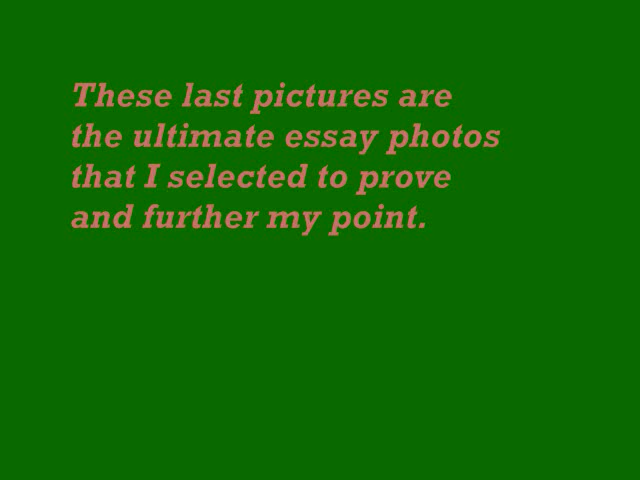 These last pictures are
the ultimate essay photos
that I selected to prove
and further my point.